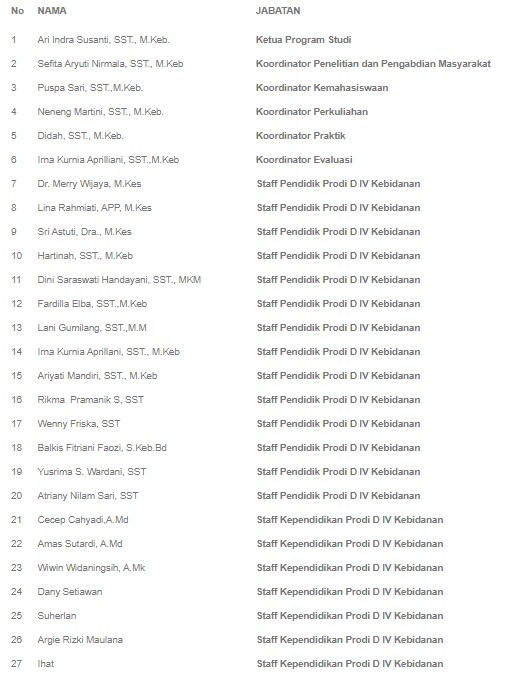 No NAMA JABATAN
1 Ari Indra Susanti, SST., M.Keb. Ketua Program Studi
2 Sefita Aryuti Nirmala, SST., M.Keb Koordinator Penelitian dan Pengabdian Masyarakat
3 Puspa Sari, SST.,M.Keb. Koordinator Kemahasiswaan
4 Neneng Martini, SST., M.Keb. Koordinator Perkuliahan
5 Didah, SST., M.Keb. Koordinator Praktik
6 Irna Kurnia Aprilliani, SST.,M.Keb Koordinator Evaluasi
7 Dr. Merry Wijaya, M.Kes Staff Pendidik Prodi D IV Kebidanan
8 Lina Rahmiati, APP, M.Kes Staff Pendidik Prodi D IV Kebidanan
9 Sri Astuti, Dra., M.Kes Staff Pendidik Prodi D IV Kebidanan
10 Hartinah, SST., M.Keb Staff Pendidik Prodi D IV Kebidanan
11 Dini Saraswati Handayani, SST., MKM Staff Pendidik Prodi D IV Kebidanan
12 Fardilla Elba, SST.,M.Keb Staff Pendidik Prodi D IV Kebidanan
13 Lani Gumilang, SST.,M.M Staff Pendidik Prodi D IV Kebidanan
14 Irna Kurnia Aprillani, SST., M.Keb Staff Pendidik Prodi D IV Kebidanan
15 Ariyati Mandiri, SST., M.Keb Staff Pendidik Prodi D IV Kebidanan
16 Rikma Pramanik S, SST Staff Pendidik Prodi D IV Kebidanan
17 Wenny Friska, SST Staff Pendidik Prodi D IV Kebidanan
18 Balkis Fitriani Faozi, S.Keb.Bd Staff Pendidik Prodi D IV Kebidanan
19 Yusrima S. Wardani, SST Staff Pendidik Prodi D IV Kebidanan
20 Atriany Nilam Sari, SST Staff Pendidik Prodi D IV Kebidanan
21 Cecep Cahyadi,A.Md Staff Kependidikan Prodi D IV Kebidanan
22 Amas Sutardi, A.Md Staff Kependidikan Prodi D IV Kebidanan
23 Wiwin Widaningsih, A.Mk Staff Kependidikan Prodi D IV Kebidanan
24 Dany Setiawan Staff Kependidikan Prodi D IV Kebidanan
25 Suherlan Staff Kependidikan Prodi D IV Kebidanan
26 Argie Rizki Maulana Staff Kependidikan Prodi D IV Kebidanan
27 Ihat Staff Kependidikan Prodi D IV Kebidanan